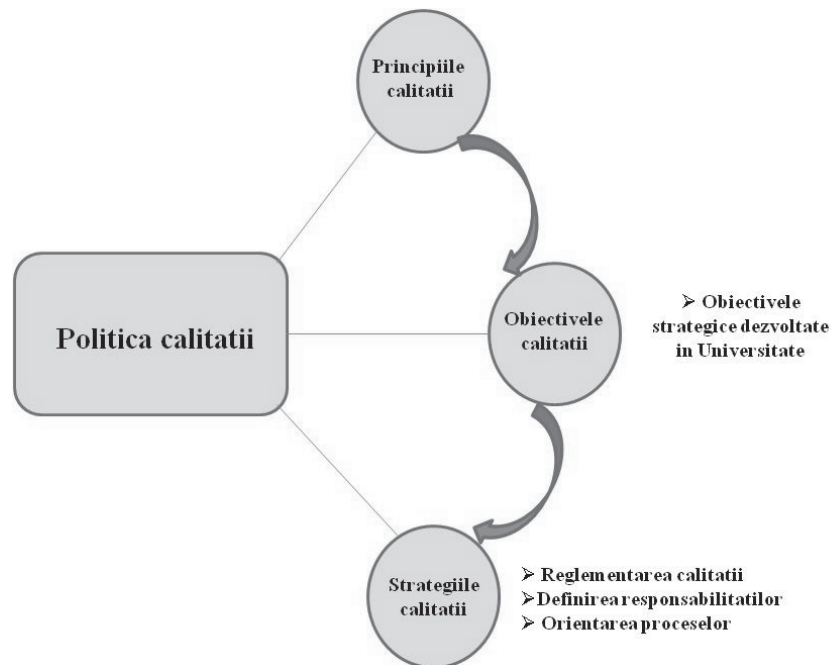 Principiile
calitatii
Politica calitatii
Obiectivele
calitatii
➢ Obiectivele
strategice dezvoltate
in Universitate
Strategiile
calitatii
➢ Reglementarea calitatii
➢Definirea responsabilitatilor
➢ Orientarea proceselor